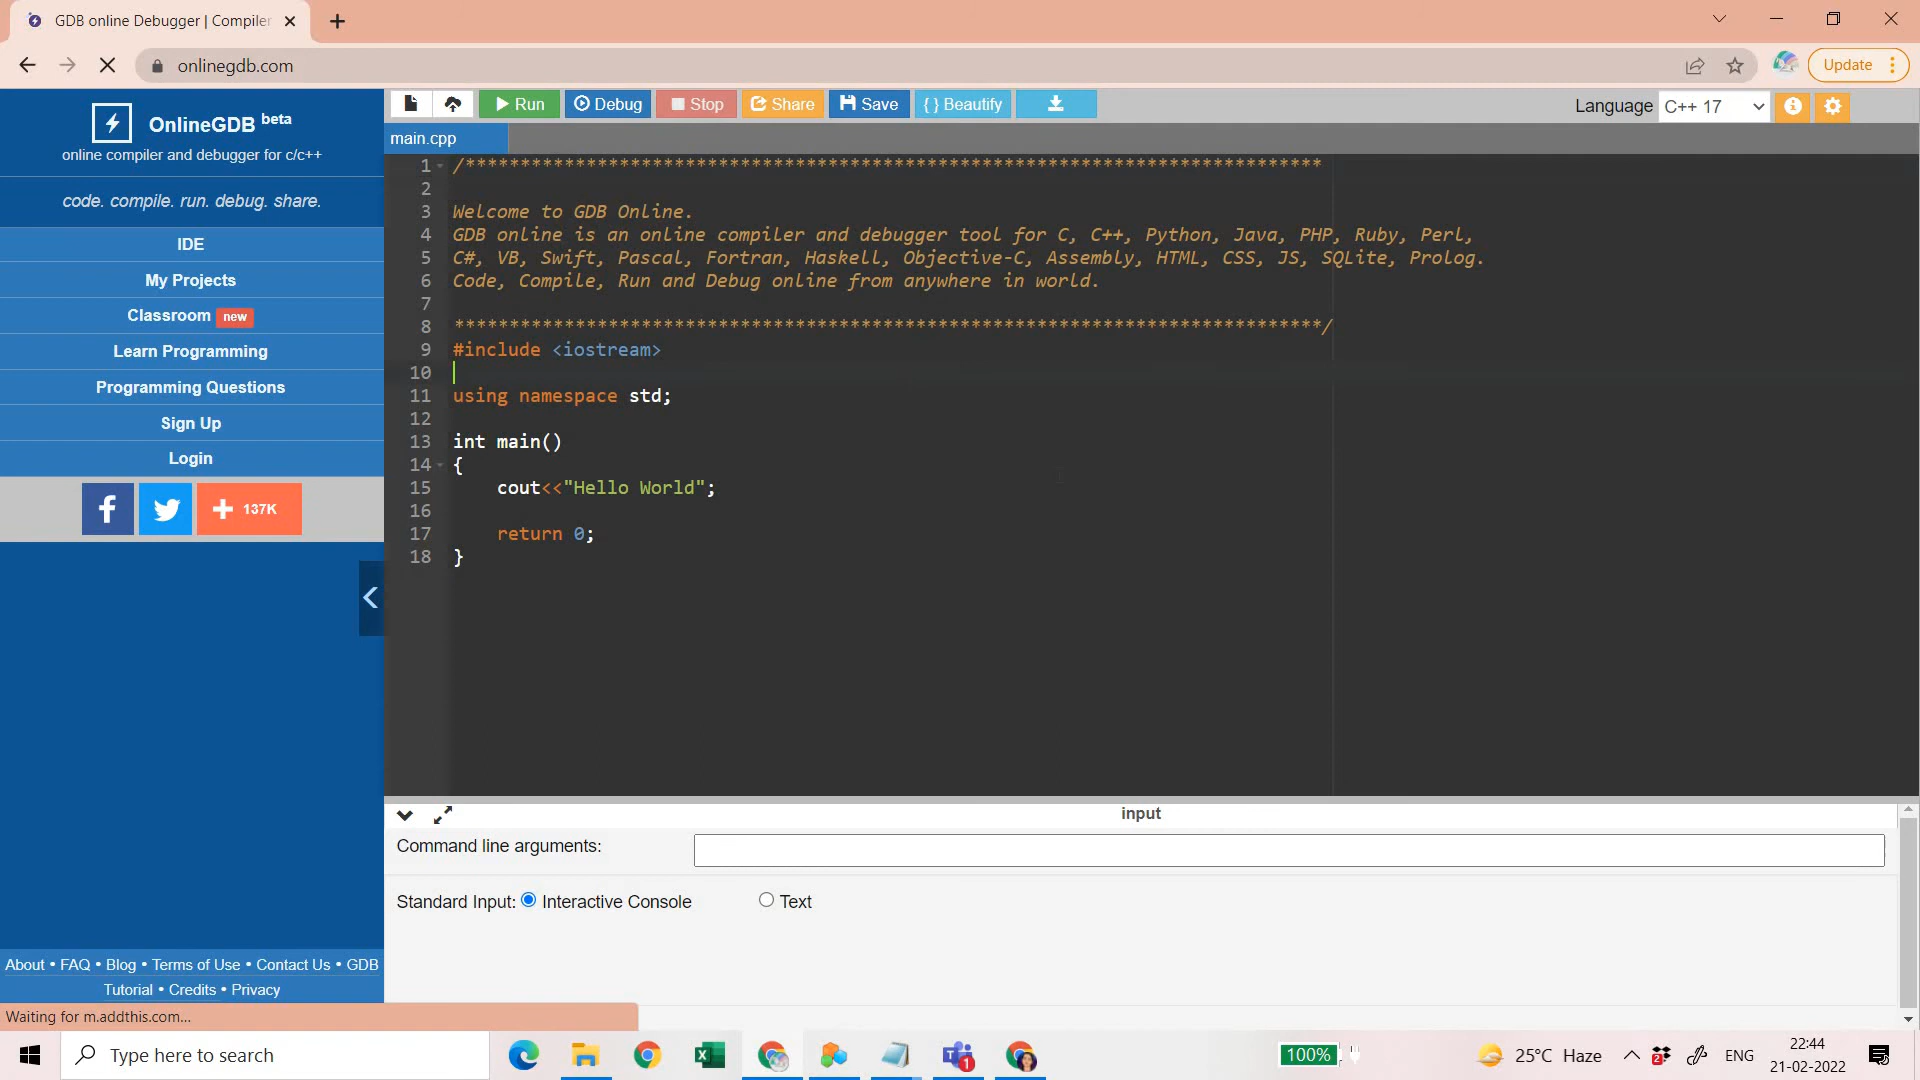 GDB online Debugger | Compiler
onlinegdb.com
Update
OnlineGDB beta
online compiler and debugger for c/c++
code. compile. run. debug. share.
IDE
My Projects
Classroom new
Learn Programming
Programming Questions
Sign Up
Login
137K
About • FAQ • Blog • Terms of Use • Contact Us • GDB
Tutorial • Credits • Privacy
Waiting for m.addthis.com...
Run Debug Stop Share Save { } Beautify
Language C++ 17
main.cpp
1 /******************************************************************************
2
3 Welcome to GDB Online.
4 GDB online is an online compiler and debugger tool for C, C++, Python, Java, PHP, Ruby, Perl,
5 C#, VB, Swift, Pascal, Fortran, Haskell, Objective-C, Assembly, HTML, CSS, JS, SQLite, Prolog.
6 Code, Compile, Run and Debug online from anywhere in world.
7
8 *******************************************************************************/
9 #include <iostream>
10
11 using namespace std;
12
13 int main()
14 {
15 cout<<"Hello World";
16
17 return 0;
18 }
input
Command line arguments:
Standard Input: Interactive Console Text
Type here to search
100%
25°C Haze
2
1
ENG
22:44
21-02-2022